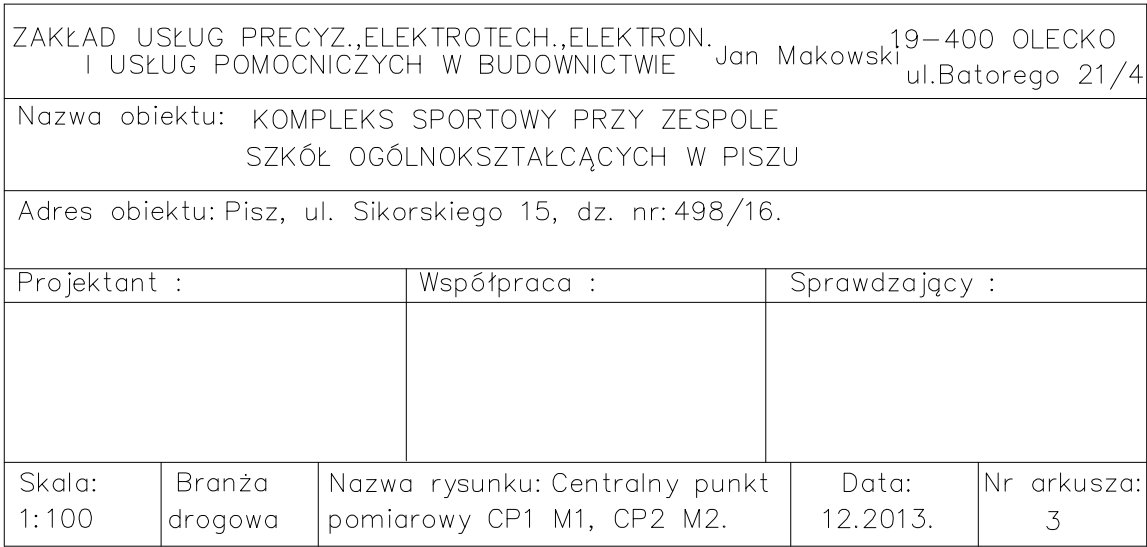 ZAKŁAD USŁUG PRECYZ.,ELEKTROTECH.,ELEKTRON.
I USŁUG POMOCNICZYCH W BUDOWNICTWIE
Jan Makowski
19-400 OLECKO
ul.Batorego 21/4
Nazwa obiektu: KOMPLEKS SPORTOWY PRZY ZESPOLE
SZKÓŁ OGÓLNOKSZTAŁCĄCYCH W PISZU
Adres obiektu: Pisz, ul. Sikorskiego 15, dz. nr: 498/16.
Projektant :
Współpraca :
Sprawdzający :
Skala:
1:100
Branża
drogowa
Nazwa rysunku: Centralny punkt
pomiarowy CP1 M1, CP2 M2.
Data:
12.2013.
Nr arkusza:
3